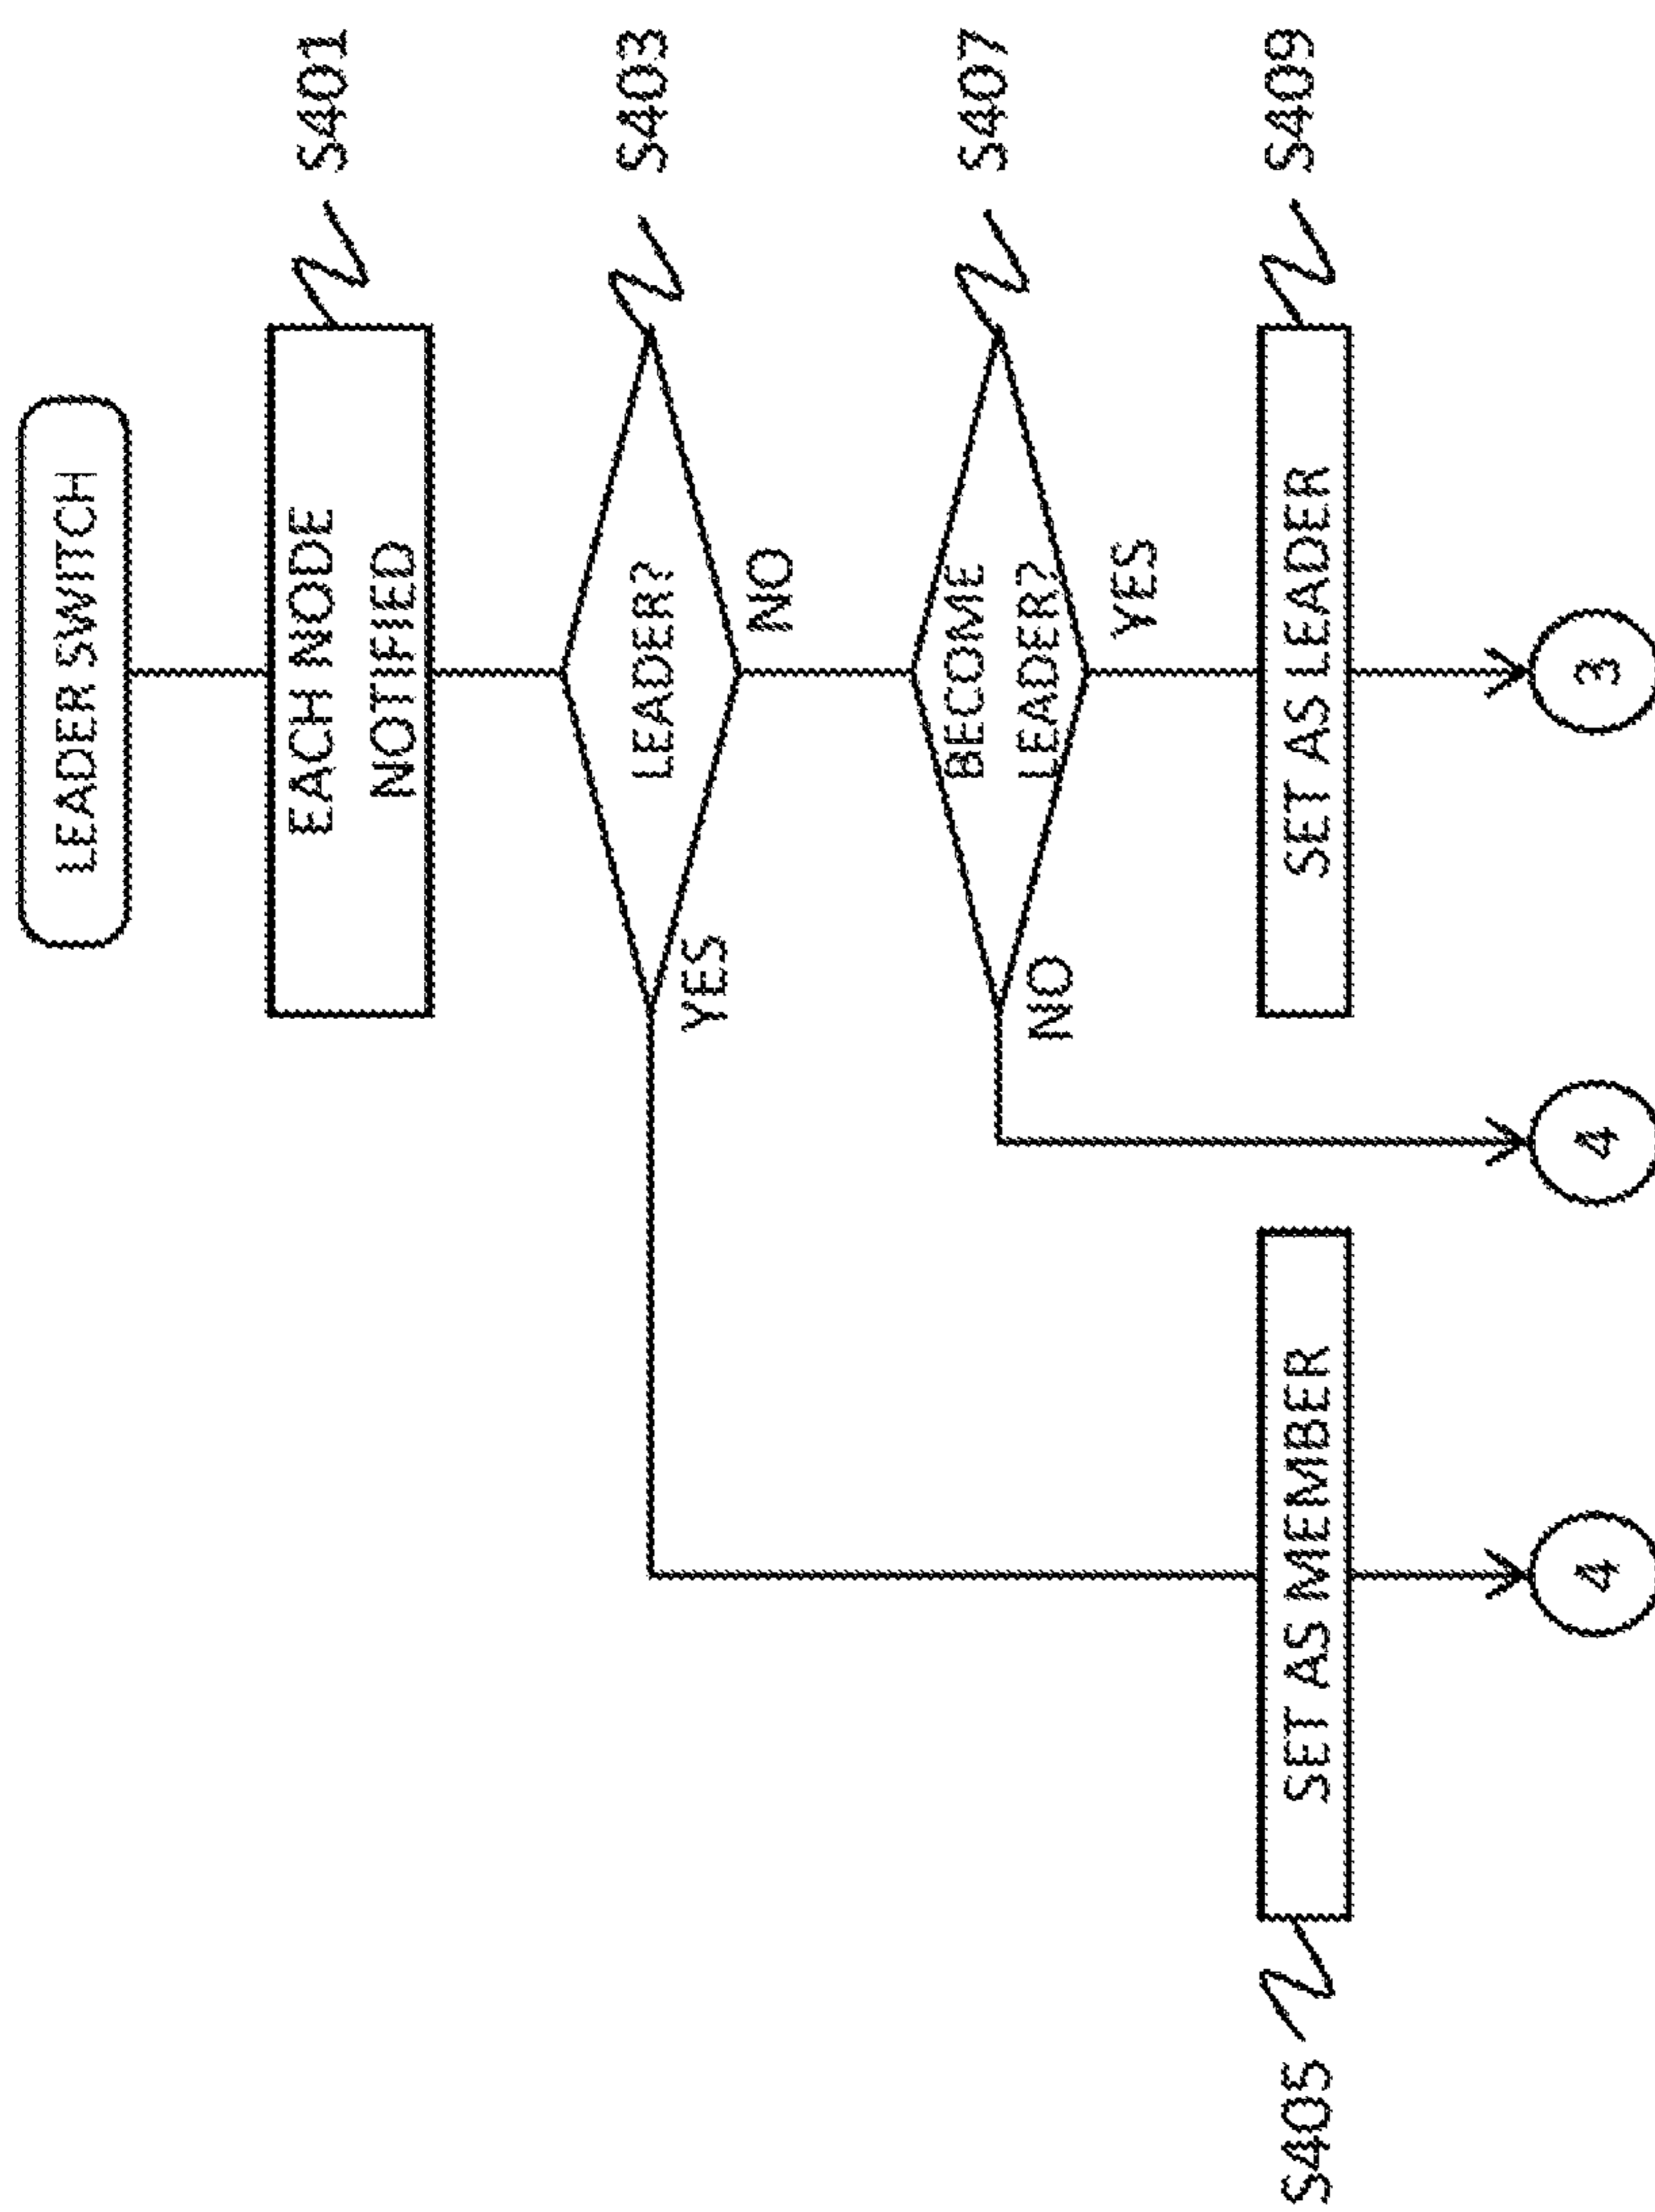 LEADER SWITCH
EACH NODE
NOTIFIED
S401
LEADER?
S403
YES
NO
BECOME
LEADER?
S407
NO
YES
S405
SET AS MEMBER
SET AS LEADER
S409
4
4
3